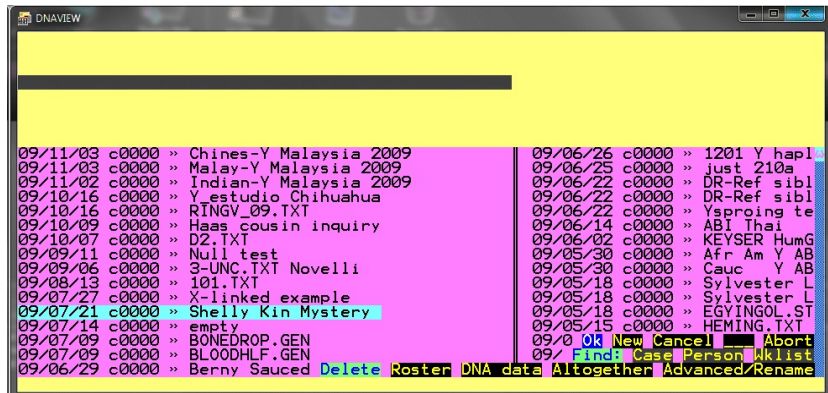 DNAVIEW
09/11/03 c0000 » Chines-Y Malaysia 2009
09/11/03 c0000 » Malay-Y Malaysia 2009
09/11/02 c0000 » Indian-Y Malaysia 2009
09/10/16 c0000 » Y_estudio Chihuahua
09/10/16 c0000 » RINGV_09.TXT
09/10/09 c0000 » Haas cousin inquiry
09/10/07 c0000 » D2.TXT
09/09/11 c0000 » Null test
09/09/06 c0000 » 3-UNC.TXT Novelli
09/08/13 c0000 » 101.TXT
09/07/27 c0000 » X-linked example
09/07/21 c0000 » Shelly Kin Mystery
09/07/14 c0000 » empty
09/07/09 c0000 » BONEDROP.GEN
09/07/09 c0000 » BLOODHLF.GEN
09/06/29 c0000 » Berny Sauced
09/06/26 c0000 » 1201 Y hapl
09/06/25 c0000 » just 210a
09/06/22 c0000 » DR-Ref sibl
09/06/22 c0000 » DR-Ref sibl
09/06/22 c0000 » Ysproing te
09/06/14 c0000 » ABI Thai
09/06/02 c0000 » KEYSER HumG
09/05/30 c0000 » Afr Am Y AB
09/05/30 c0000 » Cauc Y AB
09/05/18 c0000 » Sylvester L
09/05/18 c0000 » Sylvester L
09/05/18 c0000 » EGYINGOL.ST
09/05/15 c0000 » HEMING.TXT
09/0 Ok New Cancel ___ Abort
09/ Find: Case Person Wklist
Delete Roster DNA data Altogether Advanced/Rename